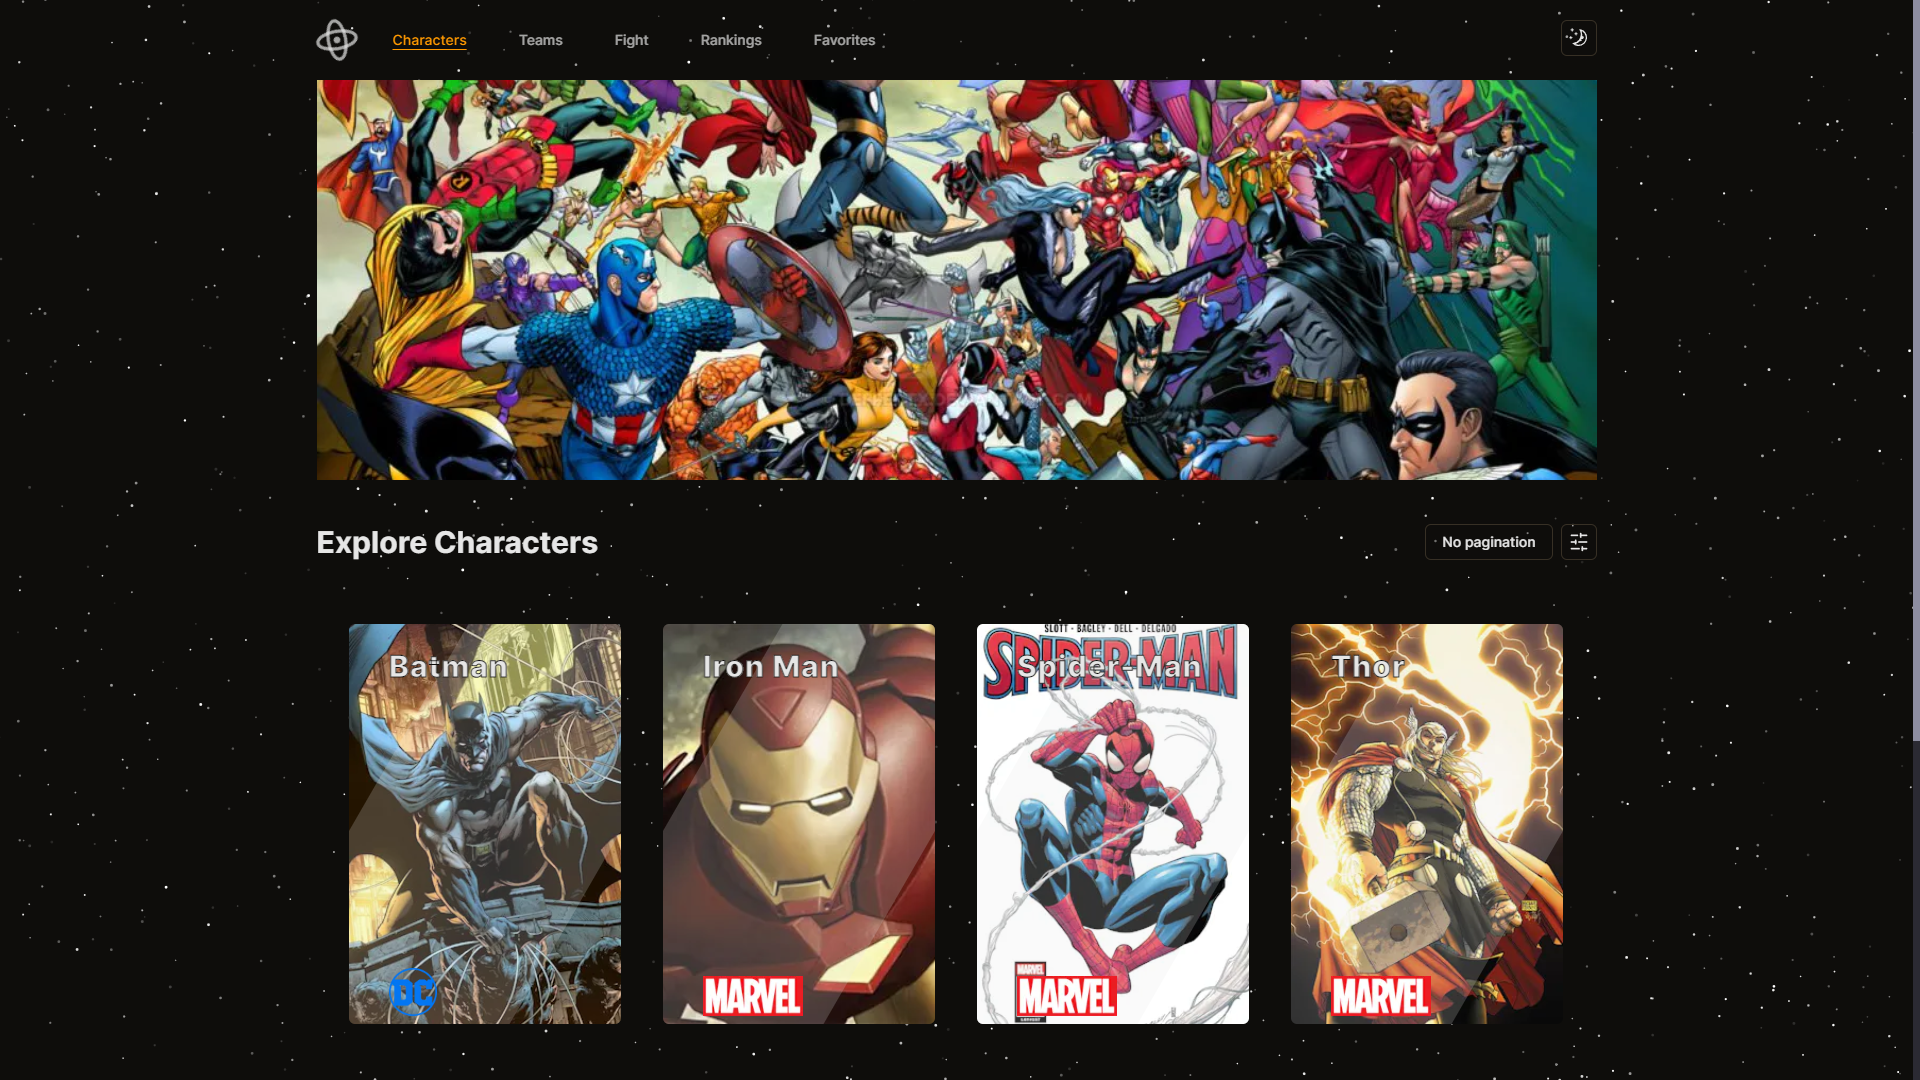 Characters
Teams
Fight
Rankings
Favorites
Explore Characters
No pagination
Batman
Iron Man
SLOTT · BAGLEY · DELL · DELGADO
SPIDER-MAN
Spider-Man
Thor
DC
MARVEL
MARVEL
MARVEL
MARVEL